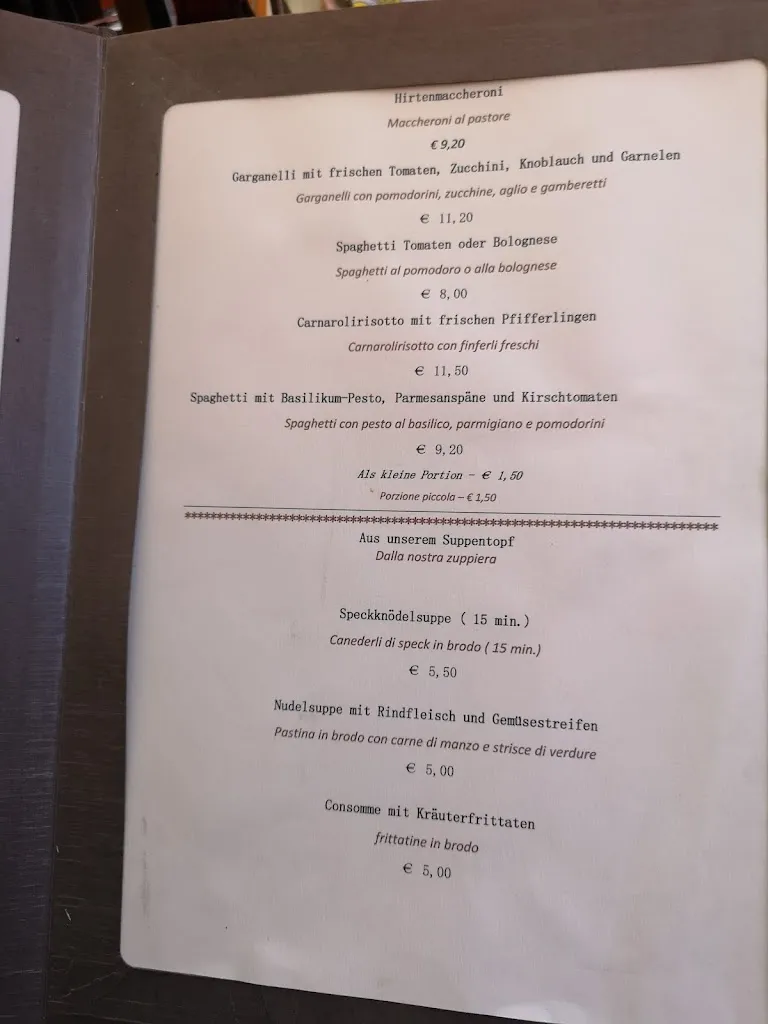 Hirtenmaccheroni
Maccheroni al pastore
€ 9,20
Garganelli mit frischen Tomaten, Zucchini, Knoblauch und Garnelen
Garganelli con pomodorini, zucchine, aglio e gamberetti
€ 11,20
Spaghetti Tomaten oder Bolognese
Spaghetti al pomodoro o alla bolognese
€ 8,00
Carnarolirisotto mit frischen Pfifferlingen
Carnarolirisotto con finferli freschi
€ 11,50
Spaghetti mit Basilikum-Pesto, Parmesanspäne und Kirschtomaten
Spaghetti con pesto al basilico, parmigiano e pomodorini
€ 9,20
Als kleine Portion - € 1,50
Porzione piccola – € 1,50
Aus unserem Suppentopf
Dalla nostra zuppiera
Speckknödelsuppe ( 15 min.)
Canederli di speck in brodo ( 15 min.)
€ 5,50
Nudelsuppe mit Rindfleisch und Gemüsestreifen
Pastina in brodo con carne di manzo e strisce di verdure
€ 5,00
Consomme mit Kräuterfrittaten
frittatine in brodo
€ 5,00